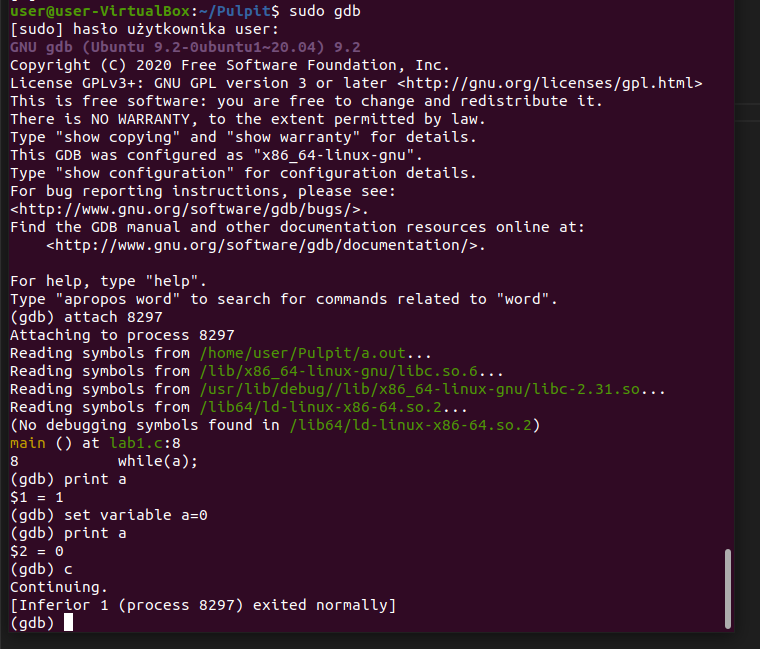 user@user-VirtualBox:~/Pulpit$ sudo gdb
[sudo] hasło użytkownika user:
GNU gdb (Ubuntu 9.2-0ubuntu1~20.04) 9.2
Copyright (C) 2020 Free Software Foundation, Inc.
License GPLv3+: GNU GPL version 3 or later <http://gnu.org/licenses/gpl.html>
This is free software: you are free to change and redistribute it.
There is NO WARRANTY, to the extent permitted by law.
Type "show copying" and "show warranty" for details.
This GDB was configured as "x86_64-linux-gnu".
Type "show configuration" for configuration details.
For bug reporting instructions, please see:
<http://www.gnu.org/software/gdb/bugs/>.
Find the GDB manual and other documentation resources online at:
    <http://www.gnu.org/software/gdb/documentation/>.

For help, type "help".
Type "apropos word" to search for commands related to "word".
(gdb) attach 8297
Attaching to process 8297
Reading symbols from /home/user/Pulpit/a.out...
Reading symbols from /lib/x86_64-linux-gnu/libc.so.6...
Reading symbols from /usr/lib/debug//lib/x86_64-linux-gnu/libc-2.31.so...
Reading symbols from /lib64/ld-linux-x86-64.so.2...
(No debugging symbols found in /lib64/ld-linux-x86-64.so.2)
main () at lab1.c:8
8           while(a);
(gdb) print a
$1 = 1
(gdb) set variable a=0
(gdb) print a
$2 = 0
(gdb) c
Continuing.
[Inferior 1 (process 8297) exited normally]
(gdb)